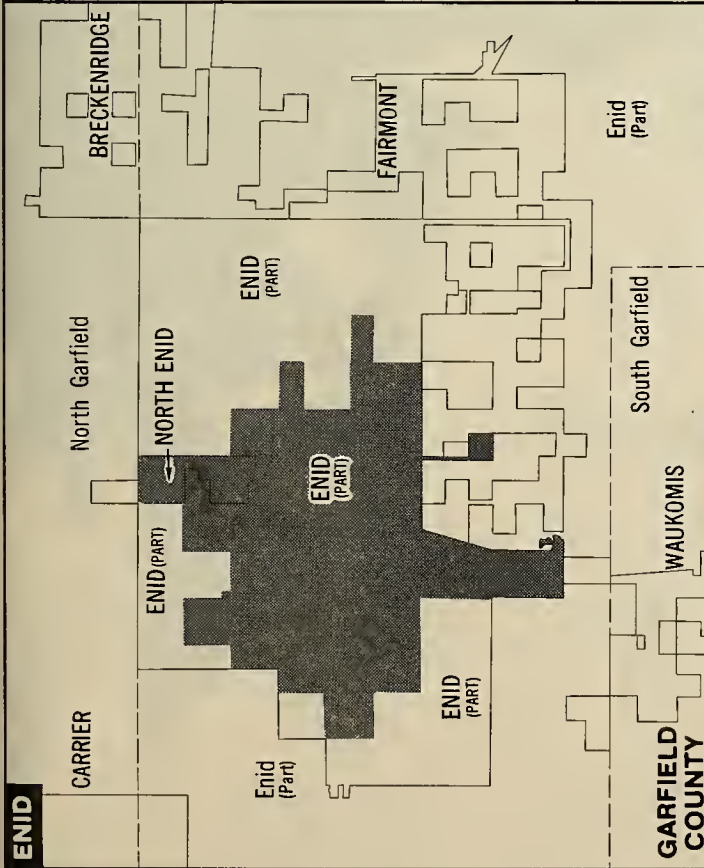 ENID
CARRIER
North Garfield
BRECKENRIDGE
NORTH ENID
ENID (PART)
ENID
(PART)
FAIRMONT
ENID
(PART)
Enid
(Part)
Enid
(Part)
ENID
(PART)
South Garfield
WAUKOMIS
GARFIELD
COUNTY